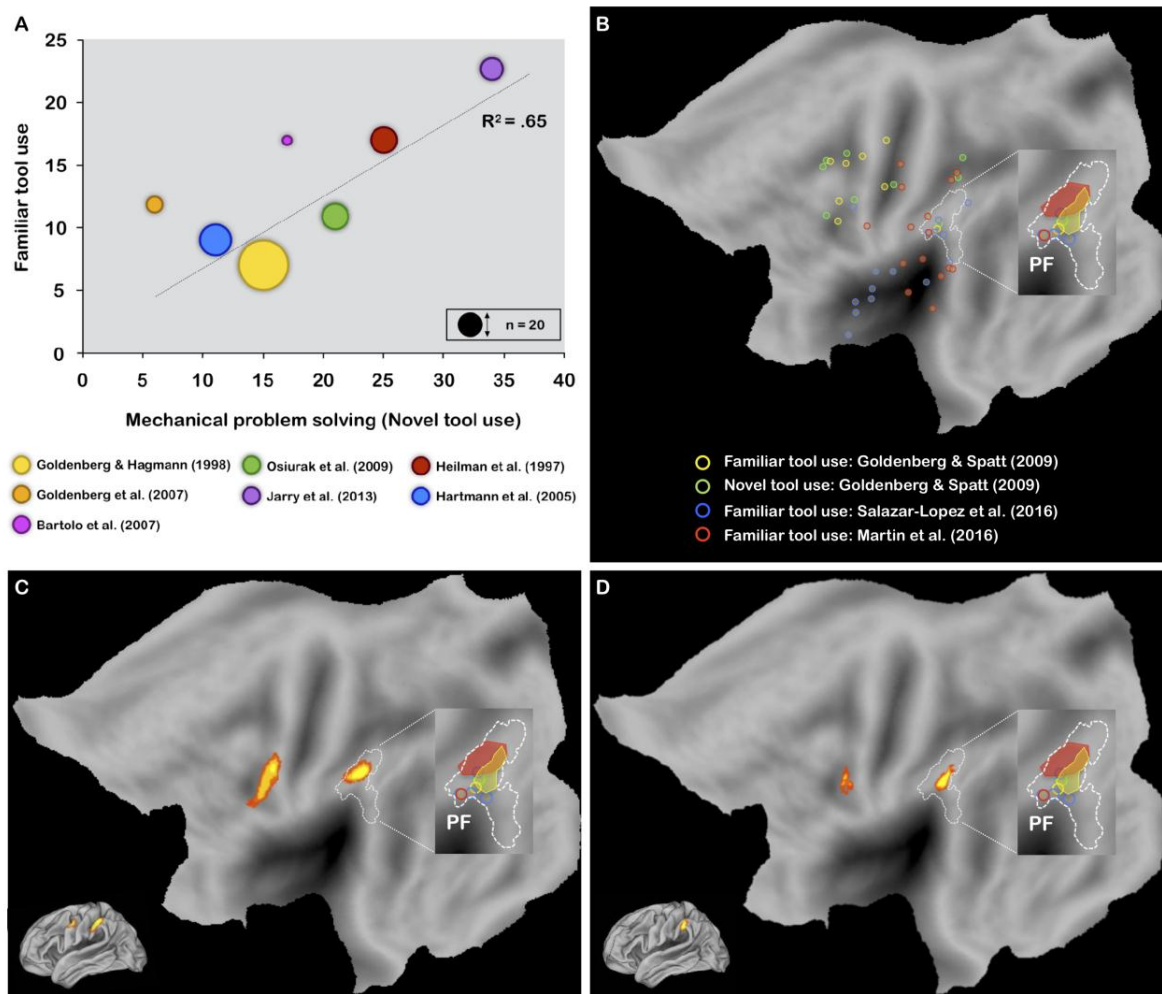 A
25
20
15
10
5
0
Familiar tool use
R² = .65
n = 20
0 5 10 15 20 25 30 35 40
Mechanical problem solving (Novel tool use)
Goldenberg & Hagmann (1998)
Osiurak et al. (2009)
Heilman et al. (1997)
Goldenberg et al. (2007)
Jarry et al. (2013)
Hartmann et al. (2005)
Bartolo et al. (2007)
B
PF
Familiar tool use: Goldenberg & Spatt (2009)
Novel tool use: Goldenberg & Spatt (2009)
Familiar tool use: Salazar-Lopez et al. (2016)
Familiar tool use: Martin et al. (2016)
C
PF
D
PF